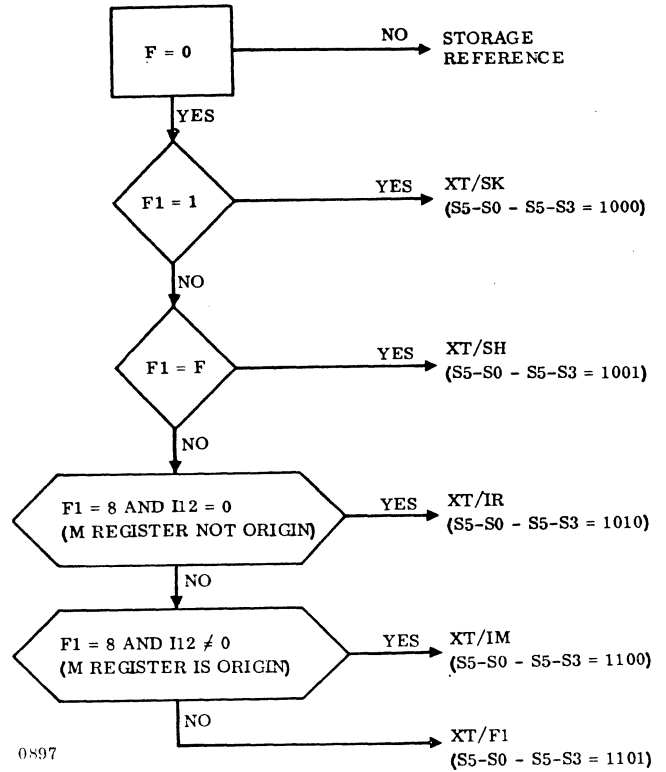 F = 0
NO
STORAGE
REFERENCE
YES
F1 = 1
YES
XT/SK
(S5-S0 - S5-S3 = 1000)
NO
F1 = F
YES
XT/SH
(S5-S0 - S5-S3 = 1001)
NO
F1 = 8 AND I12 = 0
(M REGISTER NOT ORIGIN)
YES
XT/IR
(S5-S0 - S5-S3 = 1010)
NO
F1 = 8 AND I12 ≠ 0
(M REGISTER IS ORIGIN)
YES
XT/IM
(S5-S0 - S5-S3 = 1100)
NO
XT/F1
(S5-S0 - S5-S3 = 1101)
0897